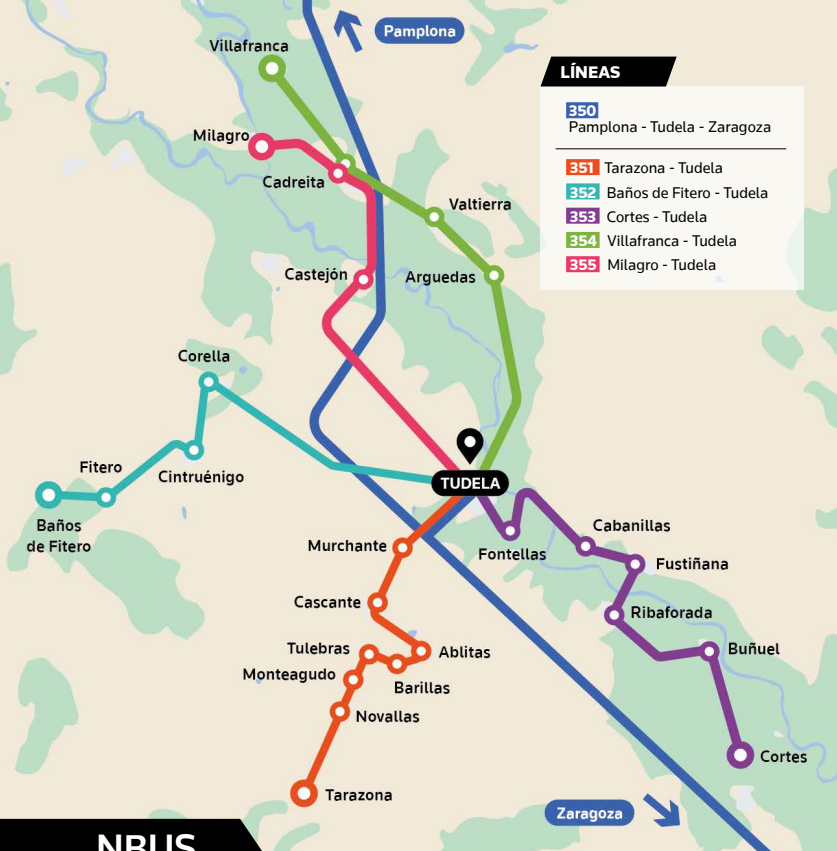 Pamplona
Villafranca
LÍNEAS
350
Pamplona - Tudela - Zaragoza
351 Tarazona - Tudela
352 Baños de Fitero - Tudela
353 Cortes - Tudela
354 Villafranca - Tudela
355 Milagro - Tudela
Milagro
Cadreita
Valtierra
Castejón
Arguedas
Corella
Fitero
Cintruénigo
TUDELA
Baños
de Fitero
Murchante
Fontellas
Cabanillas
Fustiñana
Cascante
Ribaforada
Tulebras
Ablitas
Buñuel
Monteagudo
Barillas
Novallas
Cortes
Tarazona
Zaragoza
NBUS